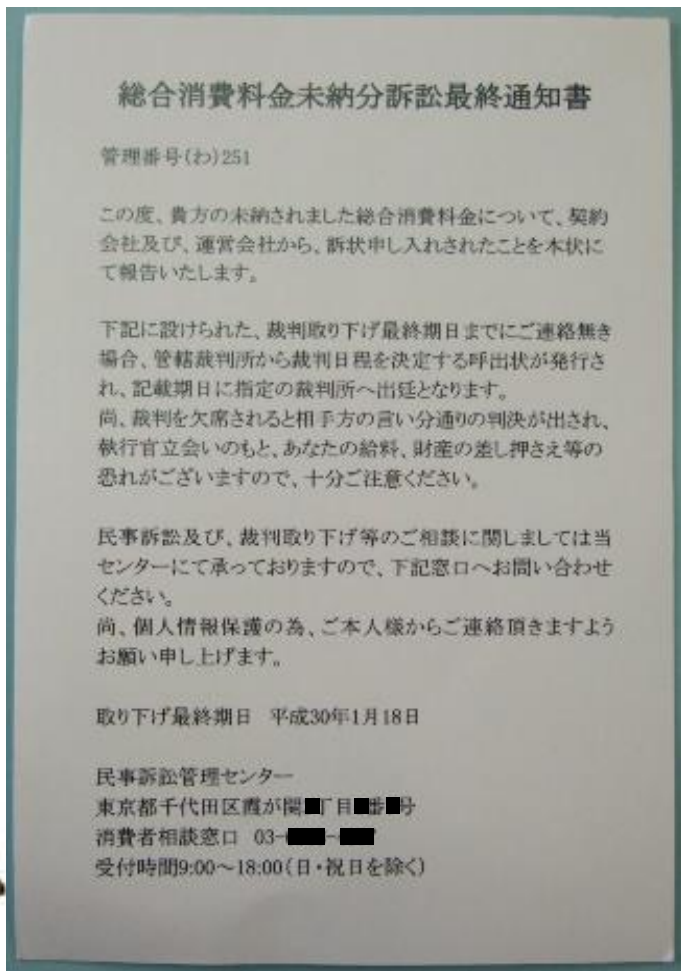 総合消費料金未納分訴訟最終通知書
管理番号(わ)251
この度、貴方の未納されました総合消費料金について、契約
会社及び、運営会社から、訴状申し入れされたことを本状に
て報告いたします。
下記に設けられた、裁判取り下げ最終期日までにご連絡無き
場合、管轄裁判所から裁判日程を決定する呼出状が発行さ
れ、記載期日に指定の裁判所へ出廷となります。
尚、裁判を欠席されると相手方の言い分通りの判決が出され、
執行官立会いのもと、あなたの給料、財産の差し押さえ等の
恐れがございますので、十分ご注意ください。
民事訴訟及び、裁判取り下げ等のご相談に関しましては当
センターにて承っておりますので、下記窓口へお問い合わせ
ください。
尚、個人情報保護の為、ご本人様からご連絡頂きますよう
お願い申し上げます。
取り下げ最終期日 平成30年1月18日
民事訴訟管理センター
東京都千代田区霞が関 丁目 番 号
消費者相談窓口 03- -
受付時間9:00～18:00(日・祝日を除く)